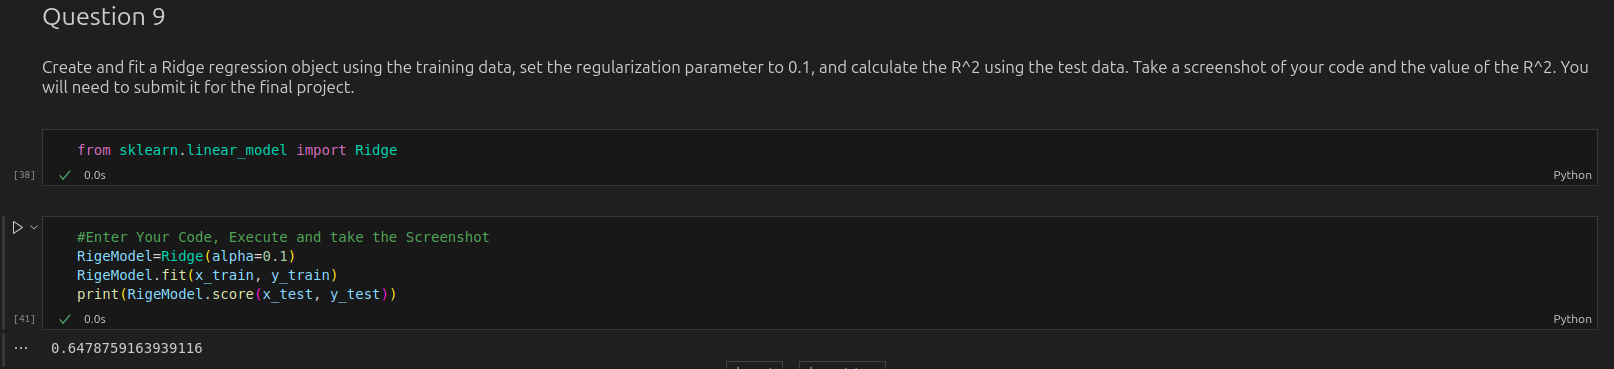 Question 9
Create and fit a Ridge regression object using the training data, set the regularization parameter to 0.1, and calculate the R^2 using the test data. Take a screenshot of your code and the value of the R^2. You
will need to submit it for the final project.
from sklearn.linear_model import Ridge
[38] 0.0s Python
#Enter Your Code, Execute and take the Screenshot
RigeModel=Ridge(alpha=0.1)
RigeModel.fit(x_train, y_train)
print(RigeModel.score(x_test, y_test))
[41] 0.0s Python
... 0.6478759163939116